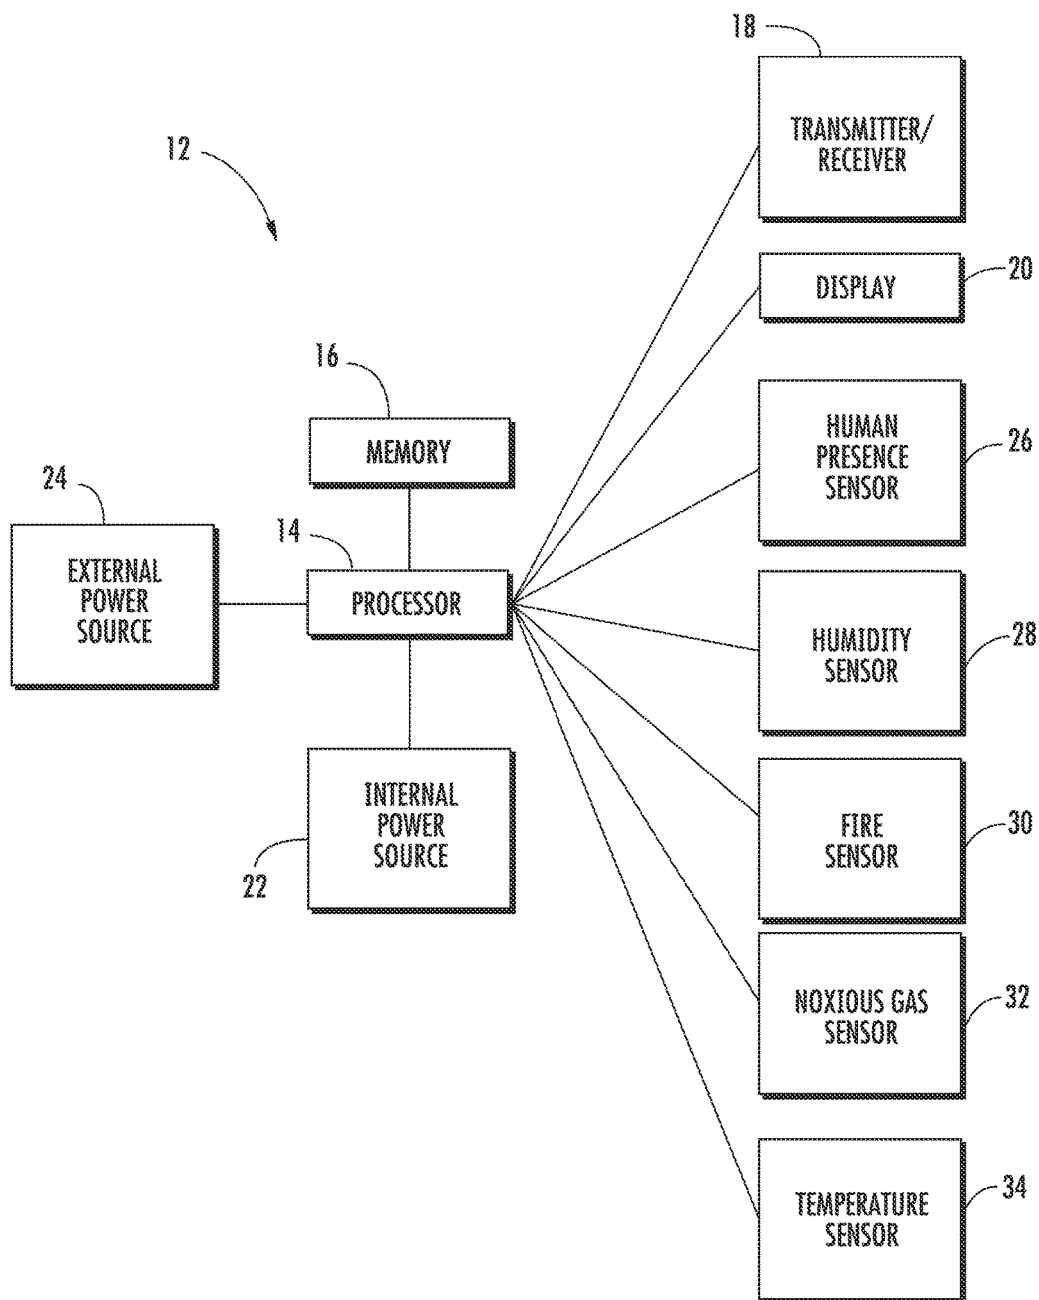 18
TRANSMITTER/
RECEIVER
12
20
DISPLAY
16
MEMORY
HUMAN
PRESENCE
SENSOR
26
24
EXTERNAL
POWER
SOURCE
14
PROCESSOR
HUMIDITY
SENSOR
28
INTERNAL
POWER
SOURCE
22
FIRE
SENSOR
30
NOXIOUS GAS
SENSOR
32
TEMPERATURE
SENSOR
34